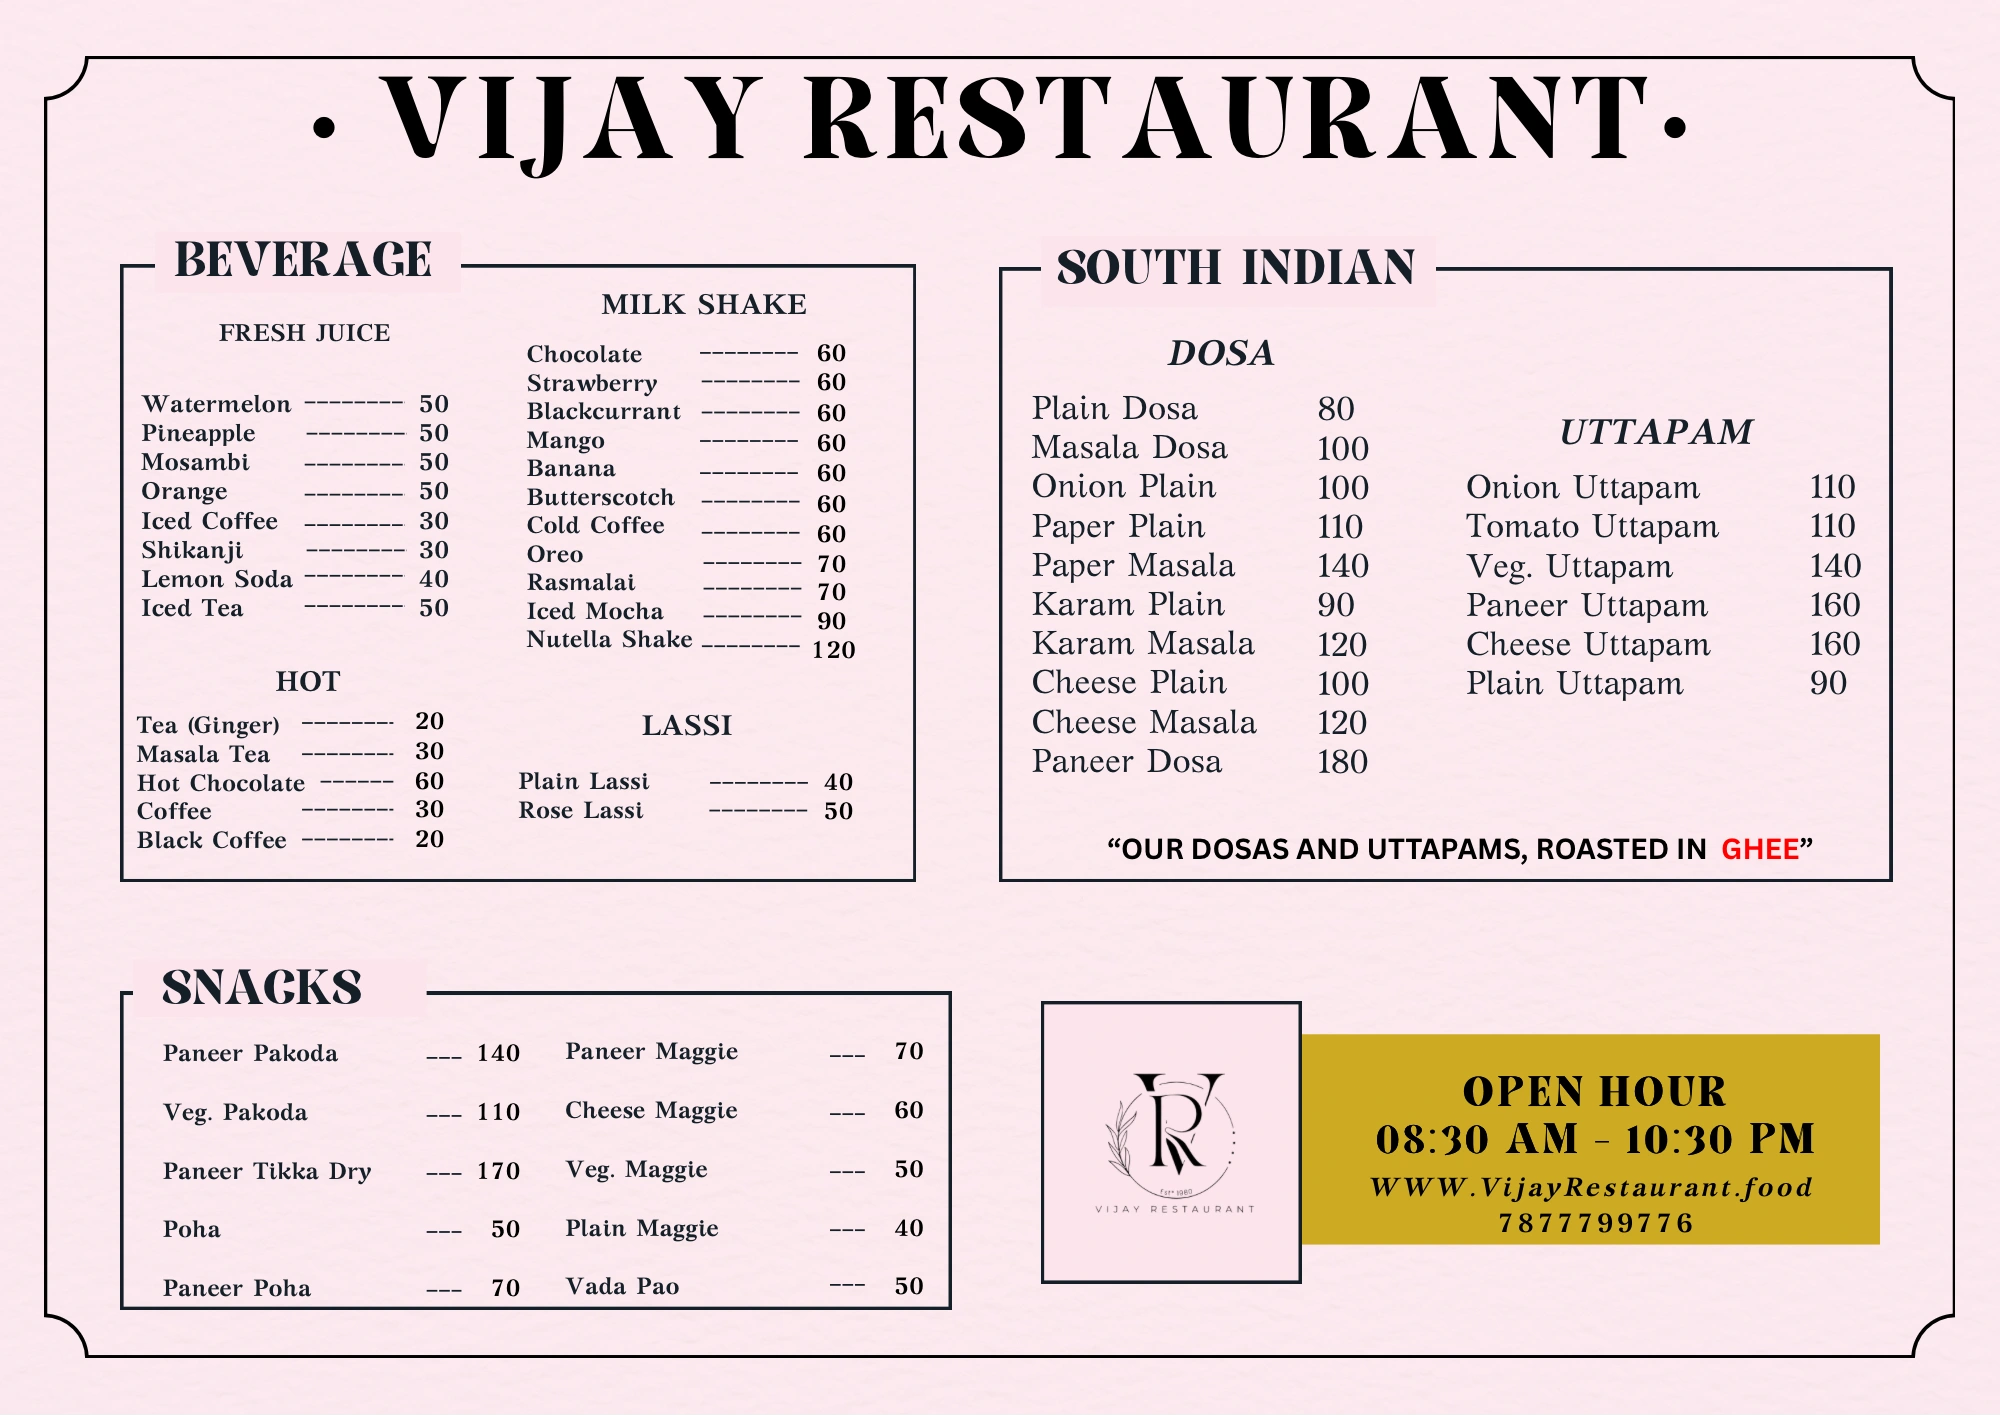 • VIJAY RESTAURANT•
BEVERAGE
FRESH JUICE
Watermelon -------- 50
Pineapple -------- 50
Mosambi -------- 50
Orange -------- 50
Iced Coffee -------- 30
Shikanji -------- 30
Lemon Soda -------- 40
Iced Tea -------- 50
HOT
Tea (Ginger) -------- 20
Masala Tea -------- 30
Hot Chocolate ------ 60
Coffee -------- 30
Black Coffee -------- 20
MILK SHAKE
Chocolate -------- 60
Strawberry -------- 60
Blackcurrant -------- 60
Mango -------- 60
Banana -------- 60
Butterscotch -------- 60
Cold Coffee -------- 60
Oreo -------- 70
Rasmalai -------- 70
Iced Mocha -------- 90
Nutella Shake -------- 120
LASSI
Plain Lassi -------- 40
Rose Lassi -------- 50
SOUTH INDIAN
DOSA
Plain Dosa 80
Masala Dosa 100
Onion Plain 100
Paper Plain 110
Paper Masala 140
Karam Plain 90
Karam Masala 120
Cheese Plain 100
Cheese Masala 120
Paneer Dosa 180
UTTAPAM
Onion Uttapam 110
Tomato Uttapam 110
Veg. Uttapam 140
Paneer Uttapam 160
Cheese Uttapam 160
Plain Uttapam 90
“OUR DOSAS AND UTTAPAMS, ROASTED IN GHEE”
SNACKS
Paneer Pakoda --- 140
Veg. Pakoda --- 110
Paneer Tikka Dry --- 170
Poha --- 50
Paneer Poha --- 70
Paneer Maggie --- 70
Cheese Maggie --- 60
Veg. Maggie --- 50
Plain Maggie --- 40
Vada Pao --- 50
VR
Estd 1980
VIJAY RESTAURANT
OPEN HOUR
08:30 AM - 10:30 PM
WWW.VijayRestaurant.food
7877799776